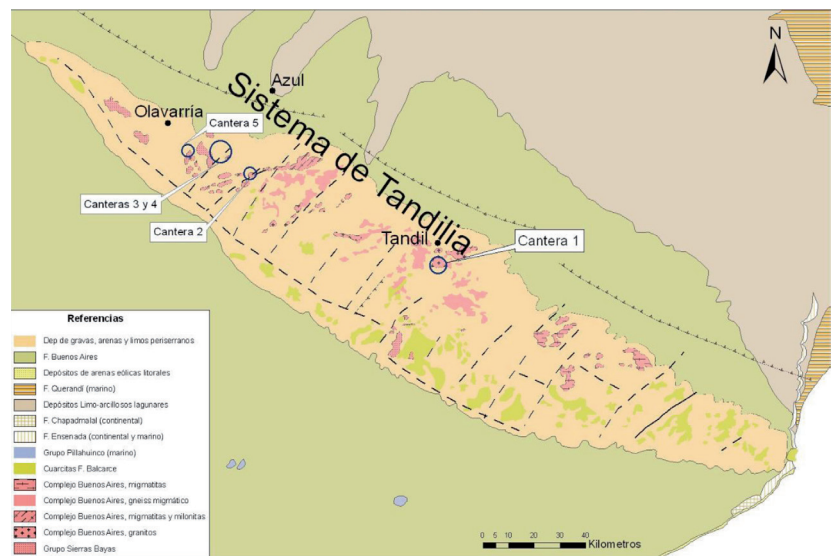 N
Azul
Sistema de Tandilia
Olavarría
Cantera 5
Canteras 3 y 4
Cantera 2
Tandil
Cantera 1
Referencias
Dep de gravas, arenas y limos periserranos
F. Buenos Aires
Depósitos de arenas eólicas litorales
F. Querandí (marino)
Depósitos Limo-arcillosos lagunares
F. Chapadmalal (continental)
F. Ensenada (continental y marino)
Grupo Pillahuinco (marino)
Cuarcitas F. Balcarce
Complejo Buenos Aires, migmatitas
Complejo Buenos Aires, gneiss migmático
Complejo Buenos Aires, migmatitas y milonitas
Complejo Buenos Aires, granitos
Grupo Sierras Bayas
0 5 10 20 30 40
Kilometros